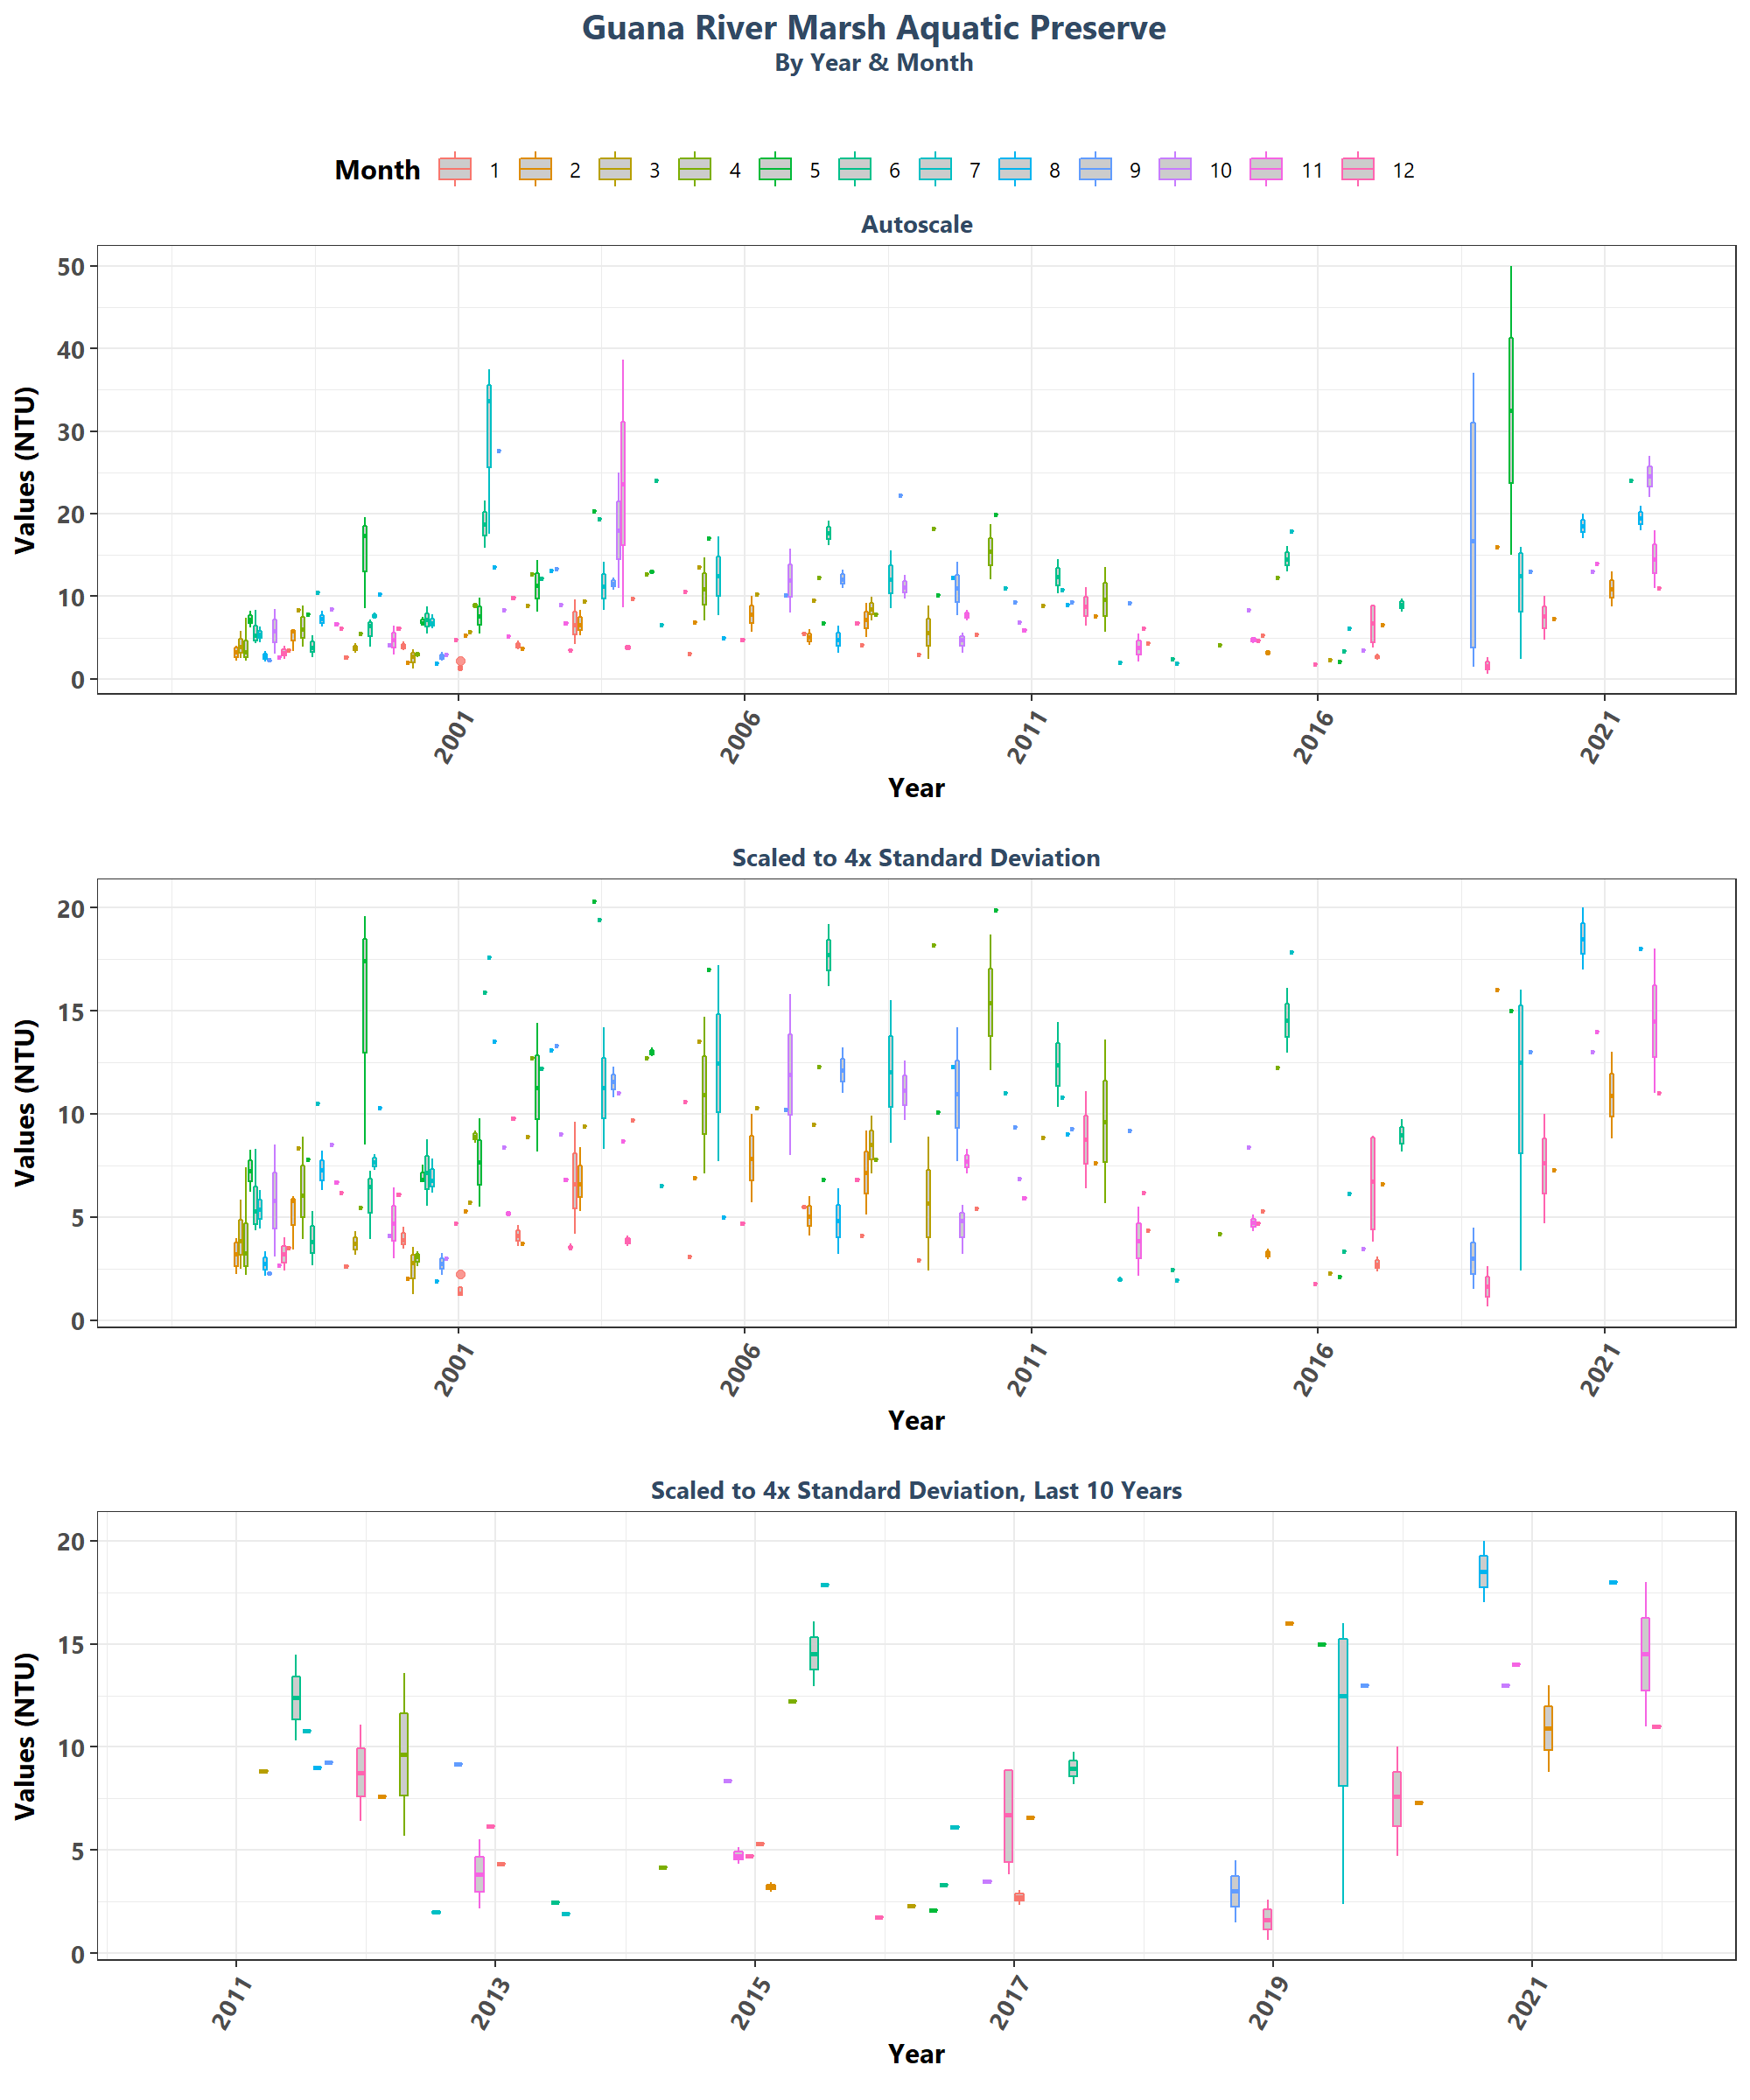 Guana River Marsh Aquatic Preserve
By Year & Month
Month 1 2 3 4 5 6 7 8 9 10 11 12
Autoscale
Values (NTU)
50
40
30
20
10
0
2001 2006 2011 2016 2021
Year
Scaled to 4x Standard Deviation
Values (NTU)
20
15
10
5
0
2001 2006 2011 2016 2021
Year
Scaled to 4x Standard Deviation, Last 10 Years
Values (NTU)
20
15
10
5
0
2011 2013 2015 2017 2019 2021
Year